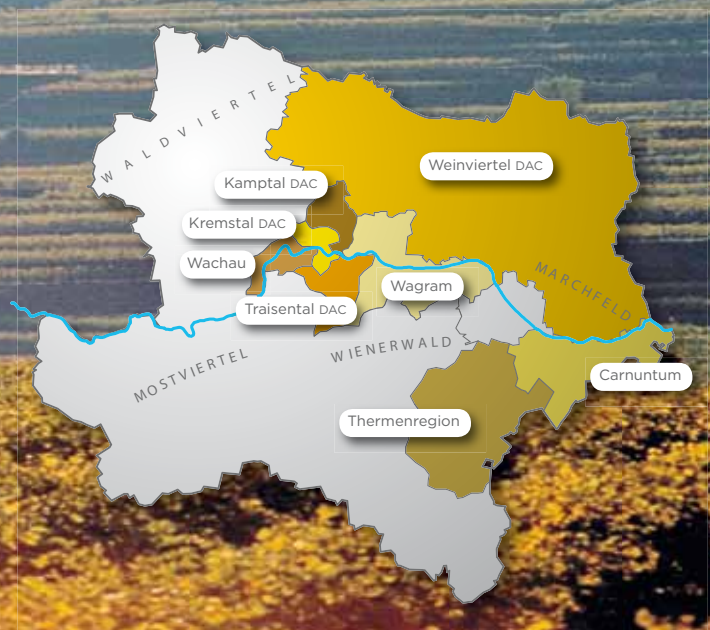 WALDVIERTEL
Weinviertel DAC
Kamptal DAC
Kremstal DAC
Wachau
Wagram
MARCHFELD
Traisental DAC
WIENERWALD
MOSTVIERTEL
Carnuntum
Thermenregion